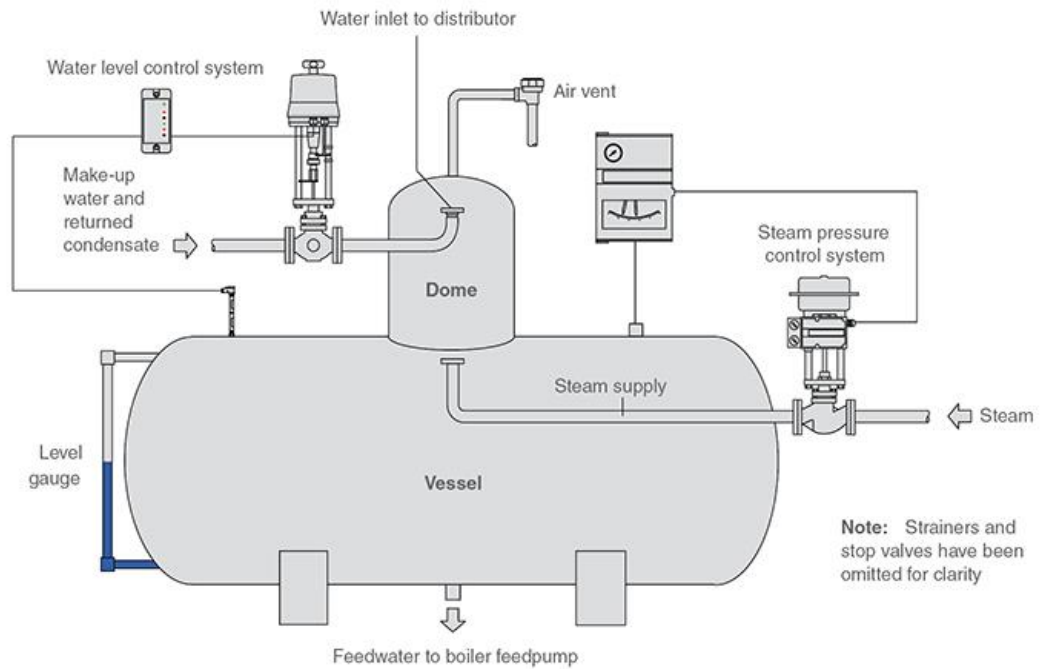 Water inlet to distributor
Water level control system
Air vent
Make-up
water and
returned
condensate
Steam pressure
control system
Dome
Steam supply
Steam
Level
gauge
Vessel
Note: Strainers and
stop valves have been
omitted for clarity
Feedwater to boiler feedpump